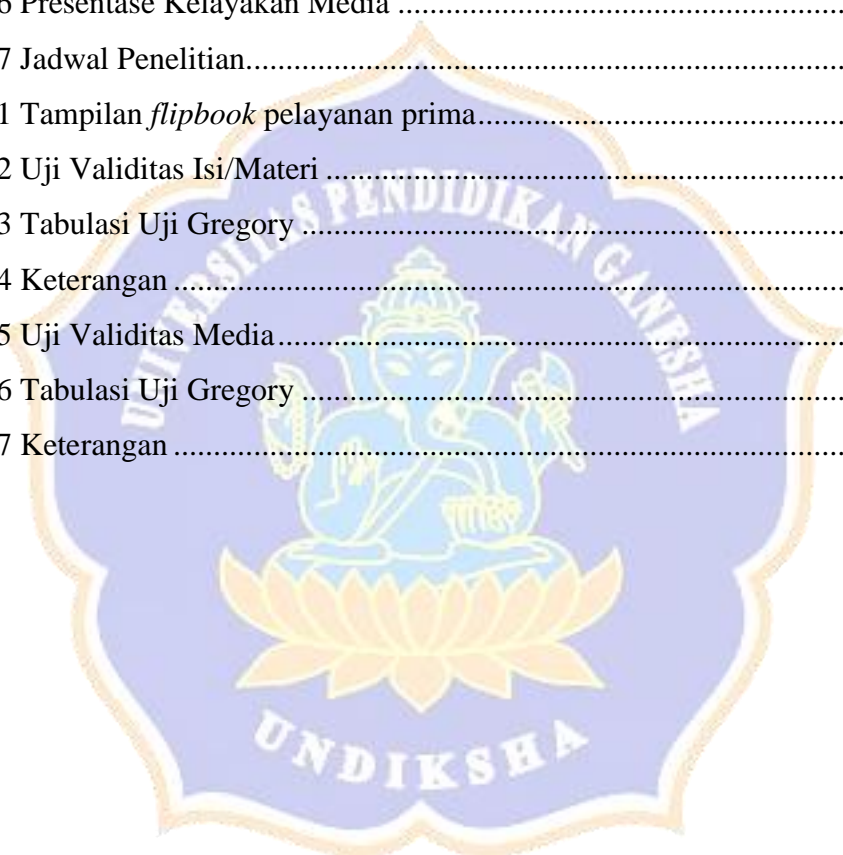 6 Presentase Kelayakan Media ..........................................................
7 Jadwal Penelitian..............................................................................
1 Tampilan flipbook pelayanan prima................................................
2 Uji Validitas Isi/Materi ....................................................................
3 Tabulasi Uji Gregory .......................................................................
4 Keterangan .......................................................................................
5 Uji Validitas Media..........................................................................
6 Tabulasi Uji Gregory .......................................................................
7 Keterangan .......................................................................................
UNIVERSITAS PENDIDIKAN GANESHA
UNDIKSHA